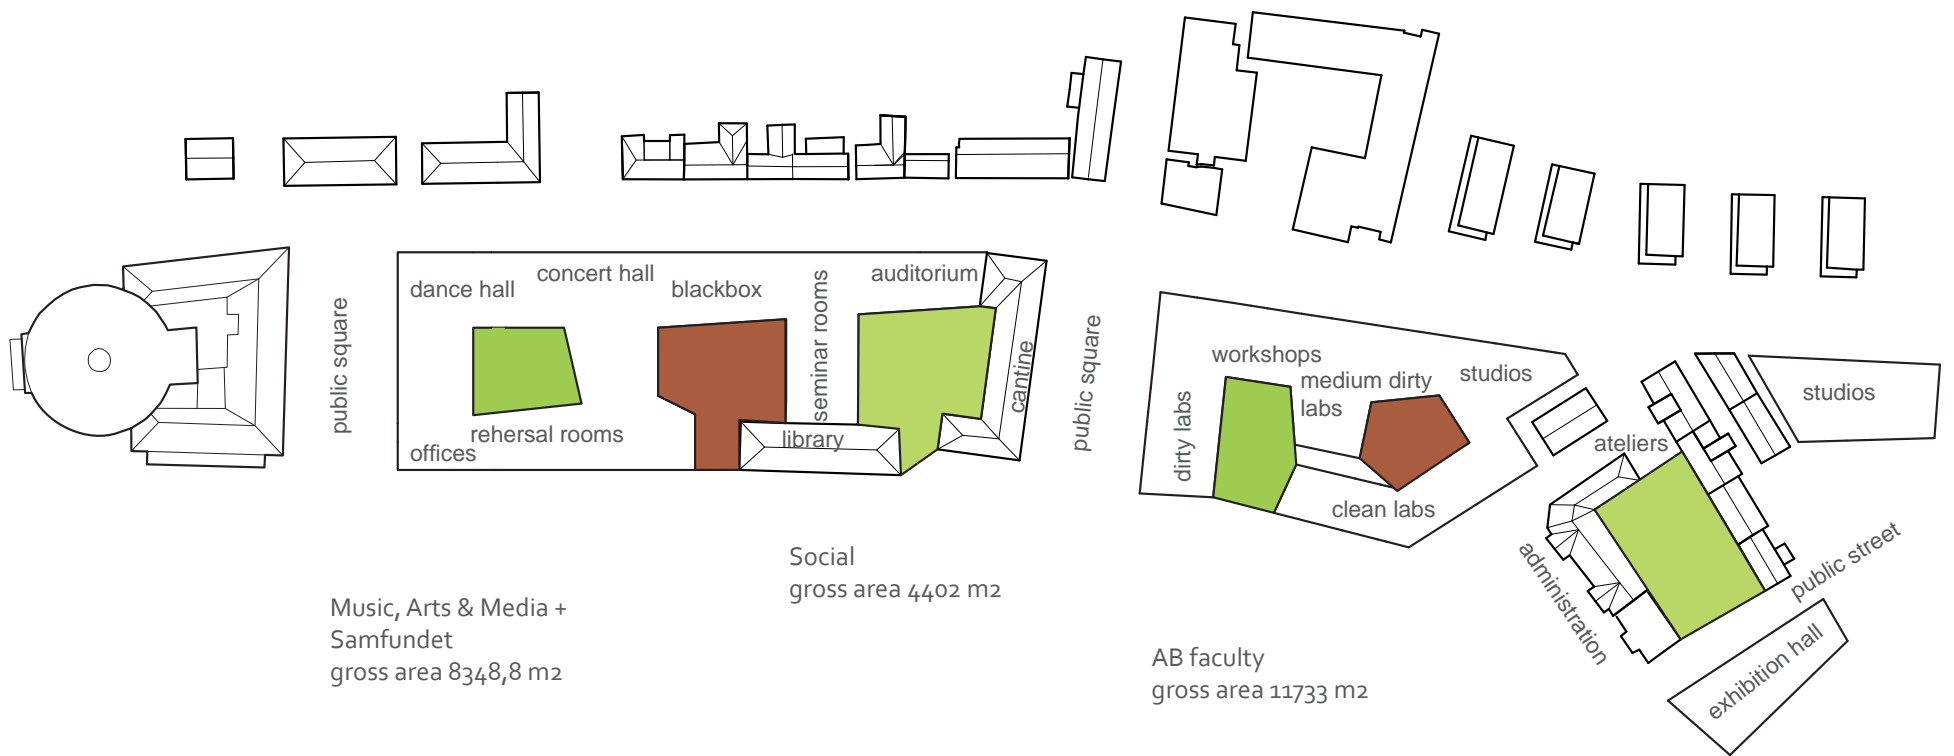 public square
dance hall
concert hall
blackbox
seminar rooms
auditorium
cantine
rehersal rooms
offices
library
public square
workshops
medium dirty
labs
studios
dirty labs
clean labs
ateliers
studios
administration
public street
exhibition hall
Social
gross area 4402 m2
Music, Arts & Media +
Samfundet
gross area 8348,8 m2
AB faculty
gross area 11733 m2